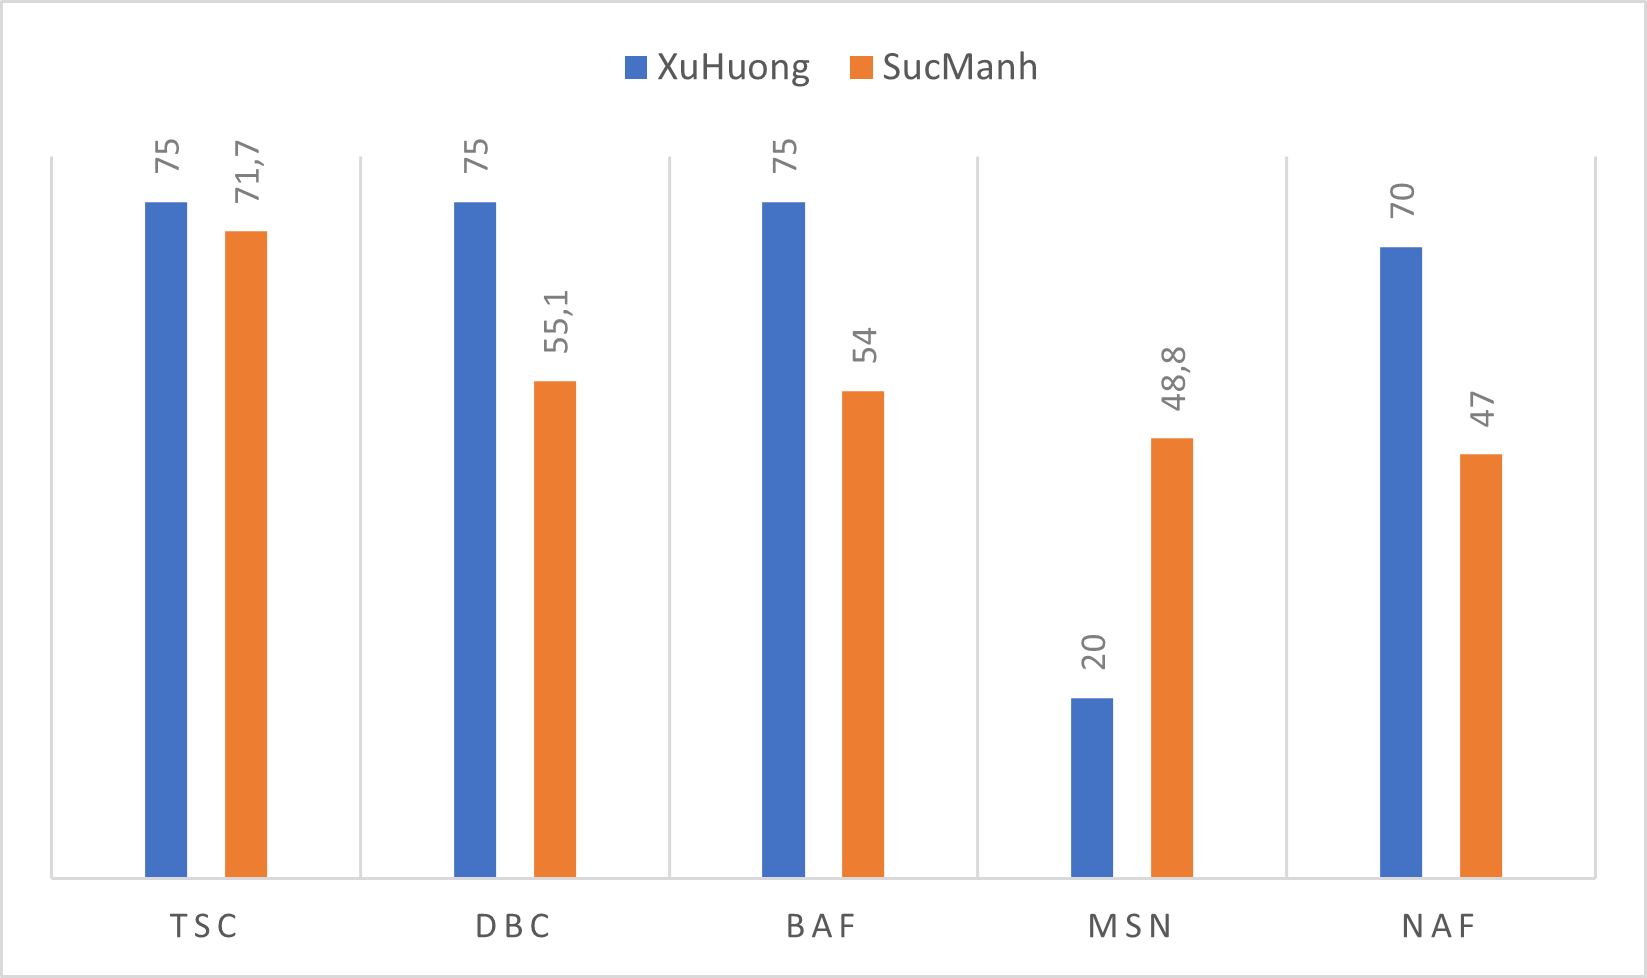 XuHuong SucManh
75 71,7 75 55,1 75 54 20 48,8 70 47
TSC DBC BAF MSN NAF